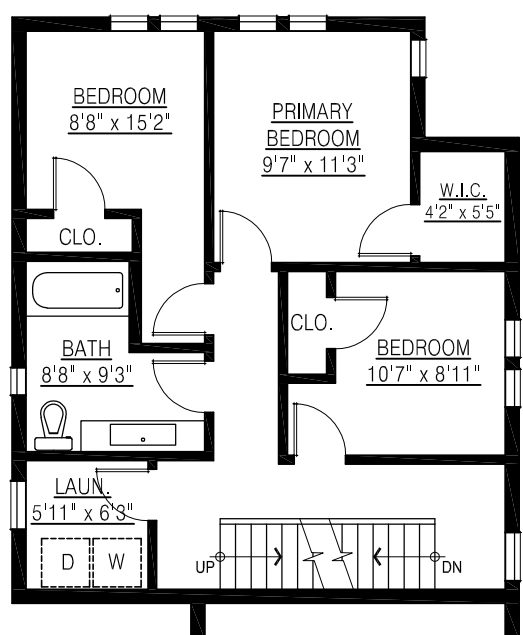 BEDROOM
8'8" x 15'2"
PRIMARY
BEDROOM
9'7" x 11'3"
W.I.C.
4'2" x 5'5"
CLO.
CLO.
BATH
8'8" x 9'3"
BEDROOM
10'7" x 8'11"
LAUN.
5'11" x 6'3"
D
W
UP
DN